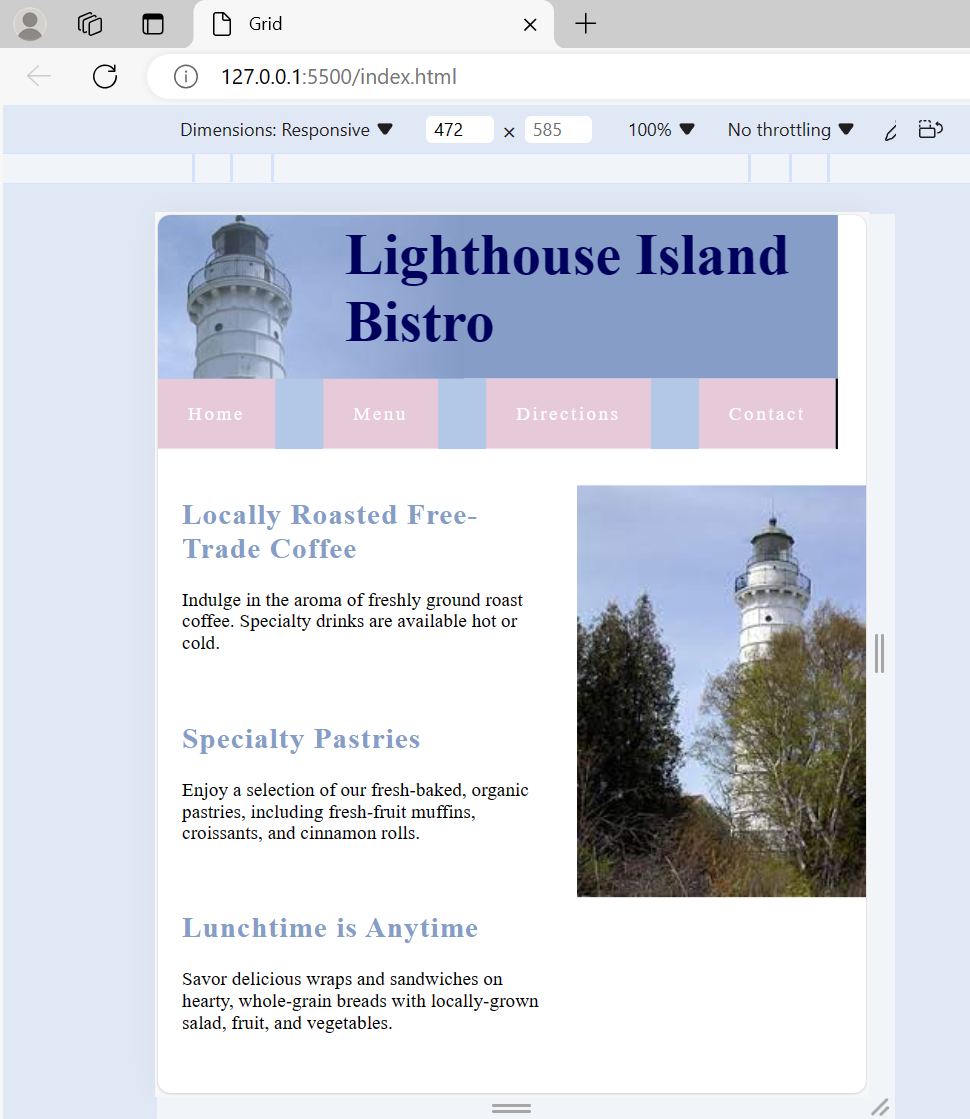 Grid
127.0.0.1:5500/index.html
Dimensions: Responsive 472 × 585 100% No throttling
Lighthouse Island
Bistro
Home Menu Directions Contact
Locally Roasted Free-
Trade Coffee
Indulge in the aroma of freshly ground roast
coffee. Specialty drinks are available hot or
cold.
Specialty Pastries
Enjoy a selection of our fresh-baked, organic
pastries, including fresh-fruit muffins,
croissants, and cinnamon rolls.
Lunchtime is Anytime
Savor delicious wraps and sandwiches on
hearty, whole-grain breads with locally-grown
salad, fruit, and vegetables.